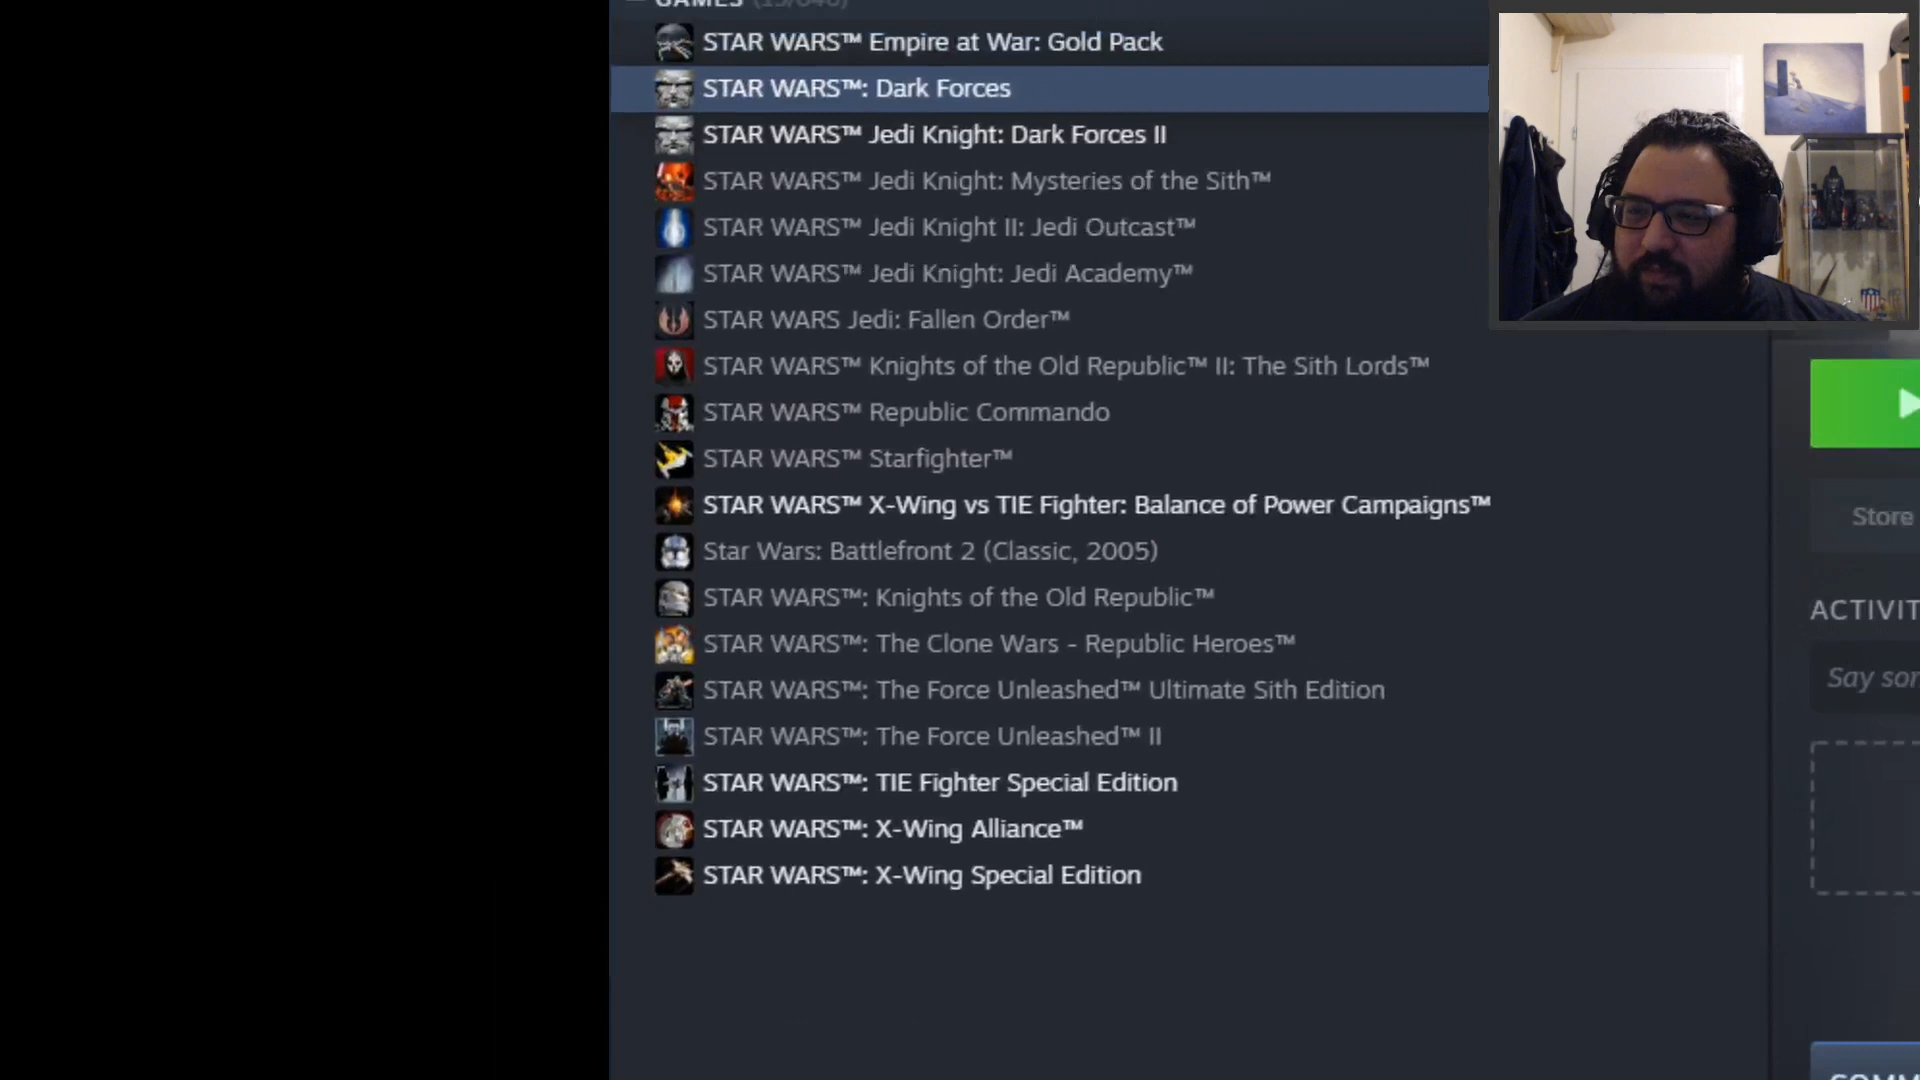 GAMES
STAR WARS™ Empire at War: Gold Pack
STAR WARS™: Dark Forces
STAR WARS™ Jedi Knight: Dark Forces II
STAR WARS™ Jedi Knight: Mysteries of the Sith™
STAR WARS™ Jedi Knight II: Jedi Outcast™
STAR WARS™ Jedi Knight: Jedi Academy™
STAR WARS Jedi: Fallen Order™
STAR WARS™ Knights of the Old Republic™ II: The Sith Lords™
STAR WARS™ Republic Commando
STAR WARS™ Starfighter™
STAR WARS™ X-Wing vs TIE Fighter: Balance of Power Campaigns™
Star Wars: Battlefront 2 (Classic, 2005)
STAR WARS™: Knights of the Old Republic™
STAR WARS™: The Clone Wars - Republic Heroes™
STAR WARS™: The Force Unleashed™ Ultimate Sith Edition
STAR WARS™: The Force Unleashed™ II
STAR WARS™: TIE Fighter Special Edition
STAR WARS™: X-Wing Alliance™
STAR WARS™: X-Wing Special Edition
Store
ACTIVIT
Say sor